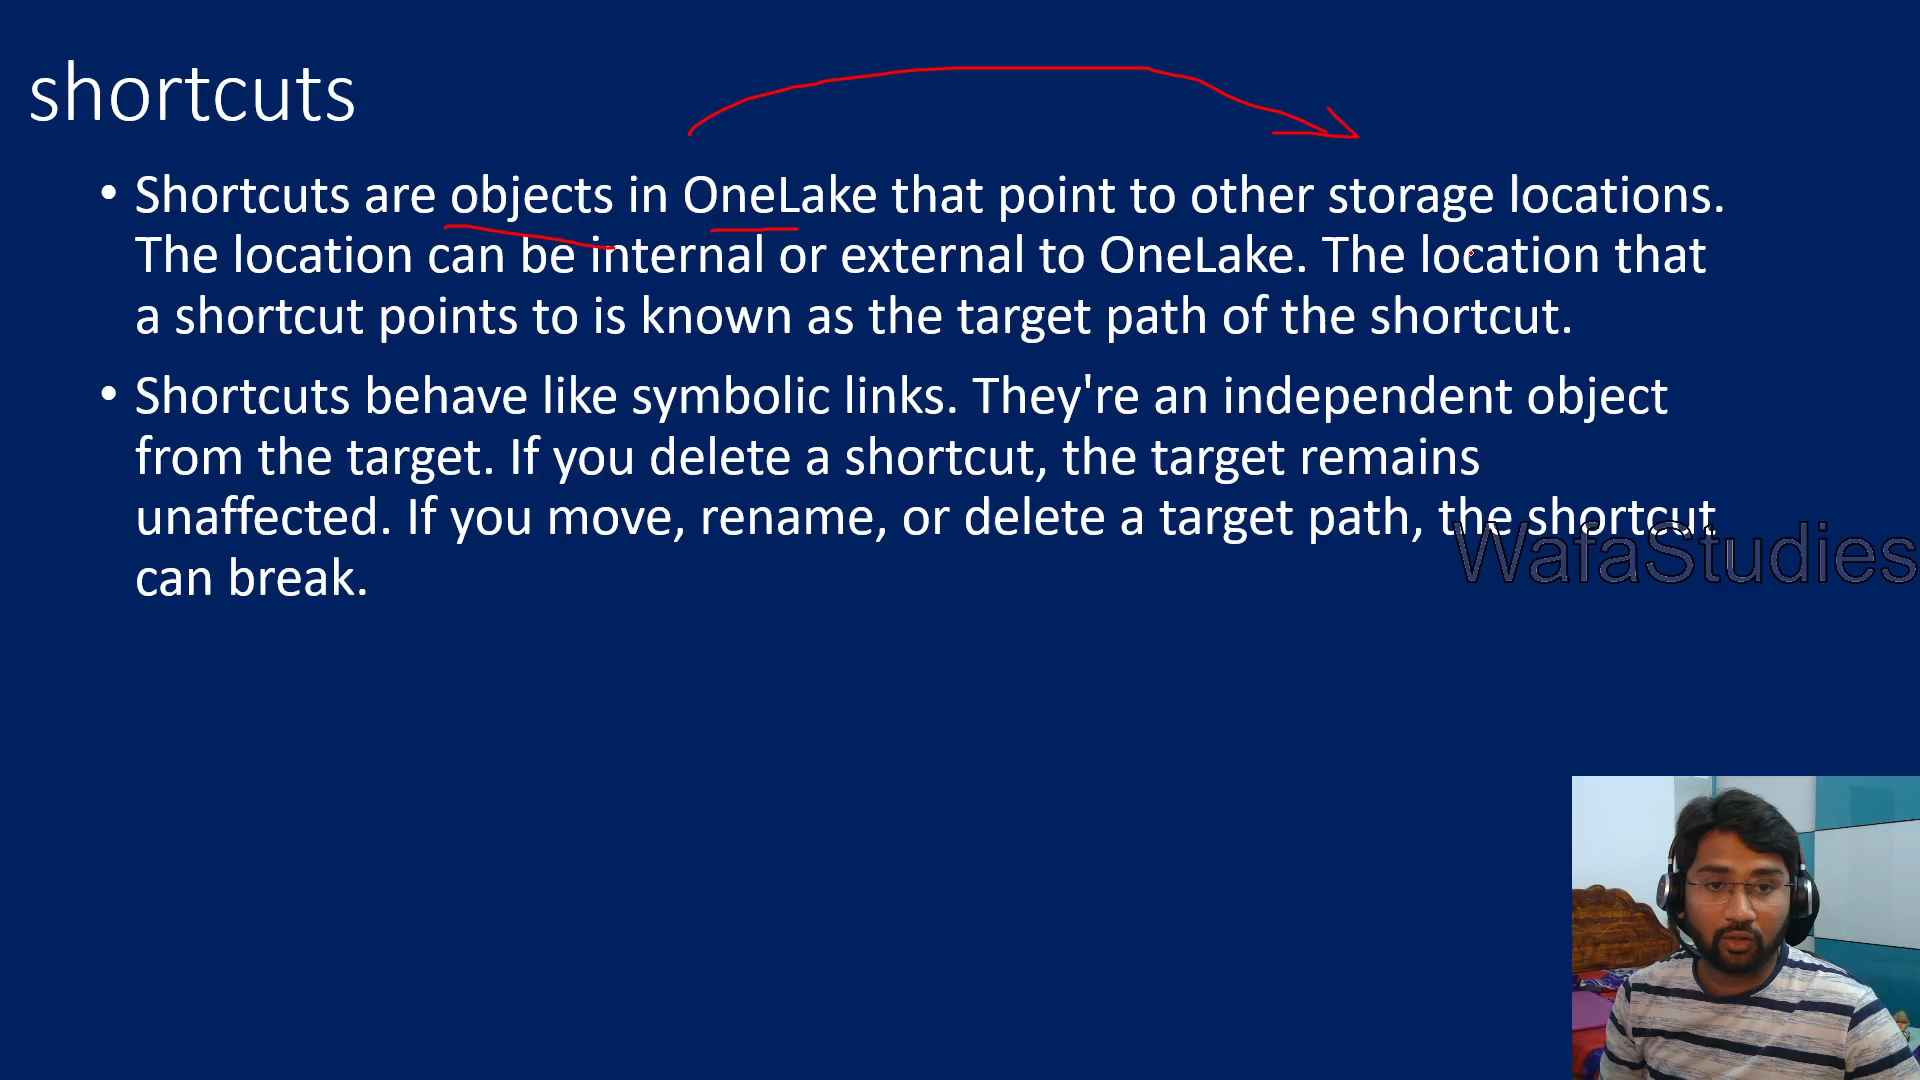 shortcuts
• Shortcuts are objects in OneLake that point to other storage locations.
The location can be internal or external to OneLake. The location that
a shortcut points to is known as the target path of the shortcut.
• Shortcuts behave like symbolic links. They're an independent object
from the target. If you delete a shortcut, the target remains
unaffected. If you move, rename, or delete a target path, the shortcut
can break.
WafaStudies